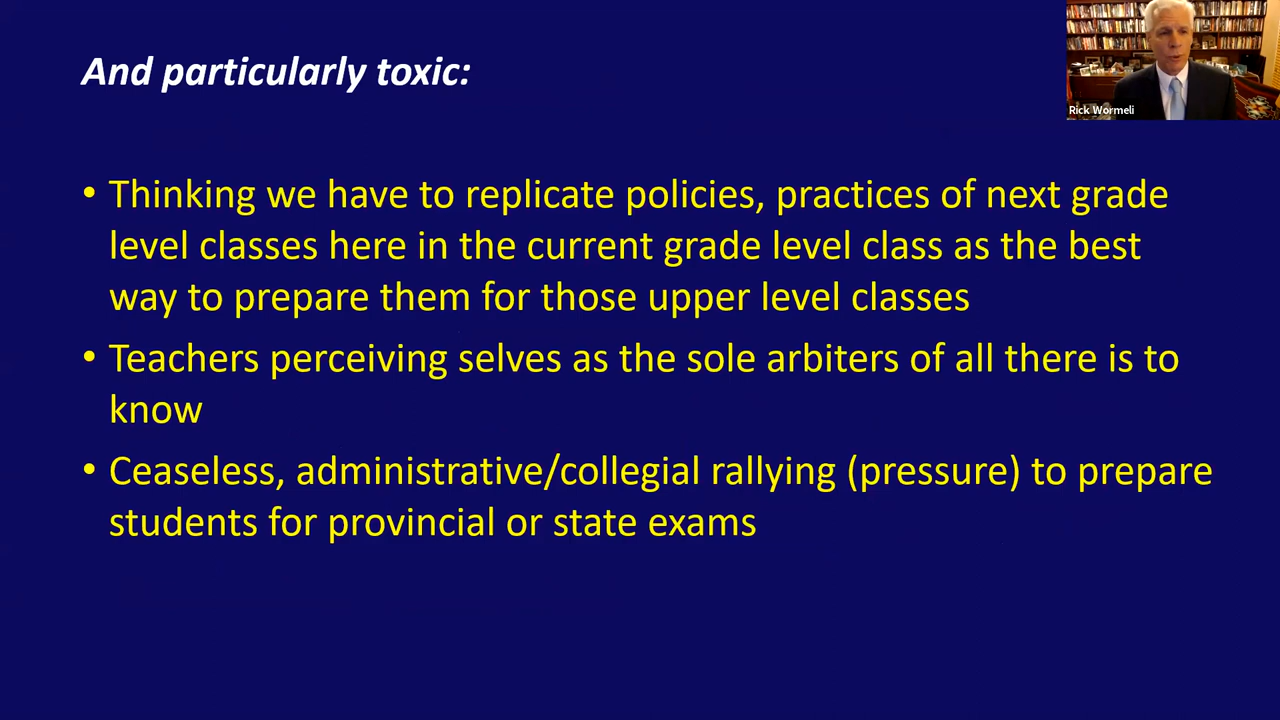 And particularly toxic:
Rick Wormeli
• Thinking we have to replicate policies, practices of next grade
level classes here in the current grade level class as the best
way to prepare them for those upper level classes
• Teachers perceiving selves as the sole arbiters of all there is to
know
• Ceaseless, administrative/collegial rallying (pressure) to prepare
students for provincial or state exams